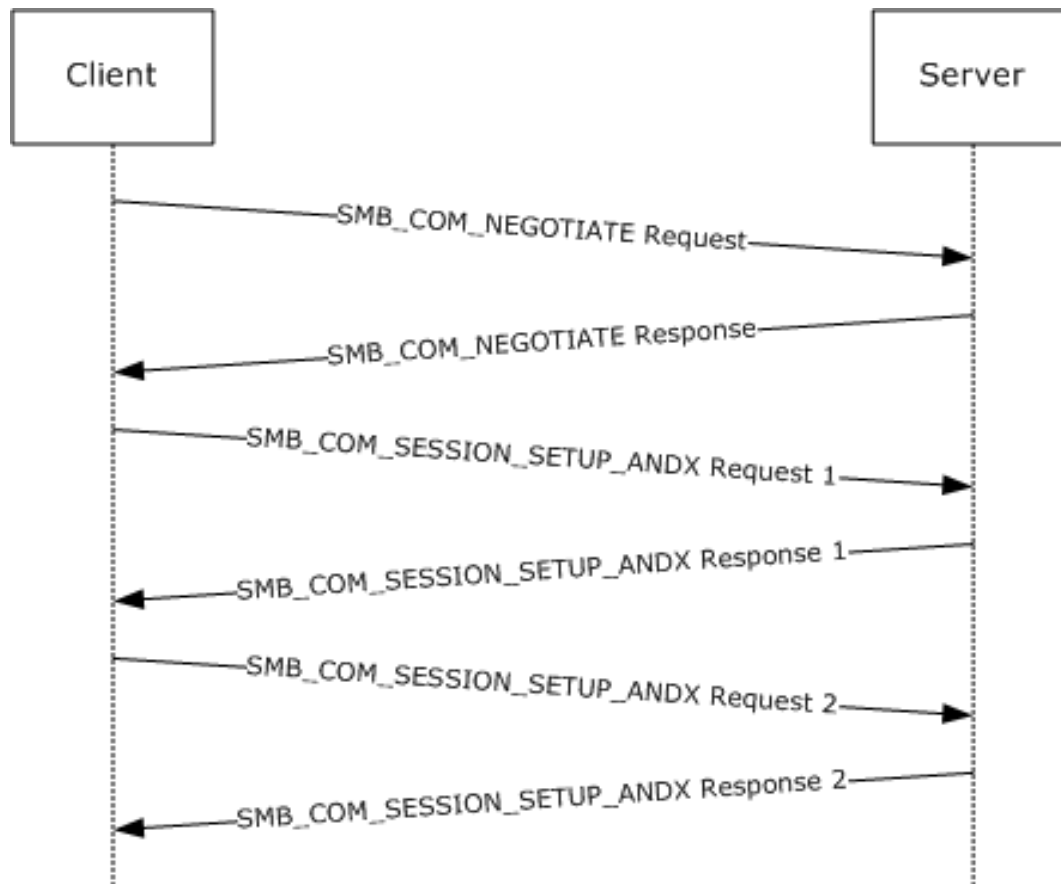 Client
Server
SMB_COM_NEGOTIATE Request
SMB_COM_NEGOTIATE Response
SMB_COM_SESSION_SETUP_ANDX Request 1
SMB_COM_SESSION_SETUP_ANDX Response 1
SMB_COM_SESSION_SETUP_ANDX Request 2
SMB_COM_SESSION_SETUP_ANDX Response 2